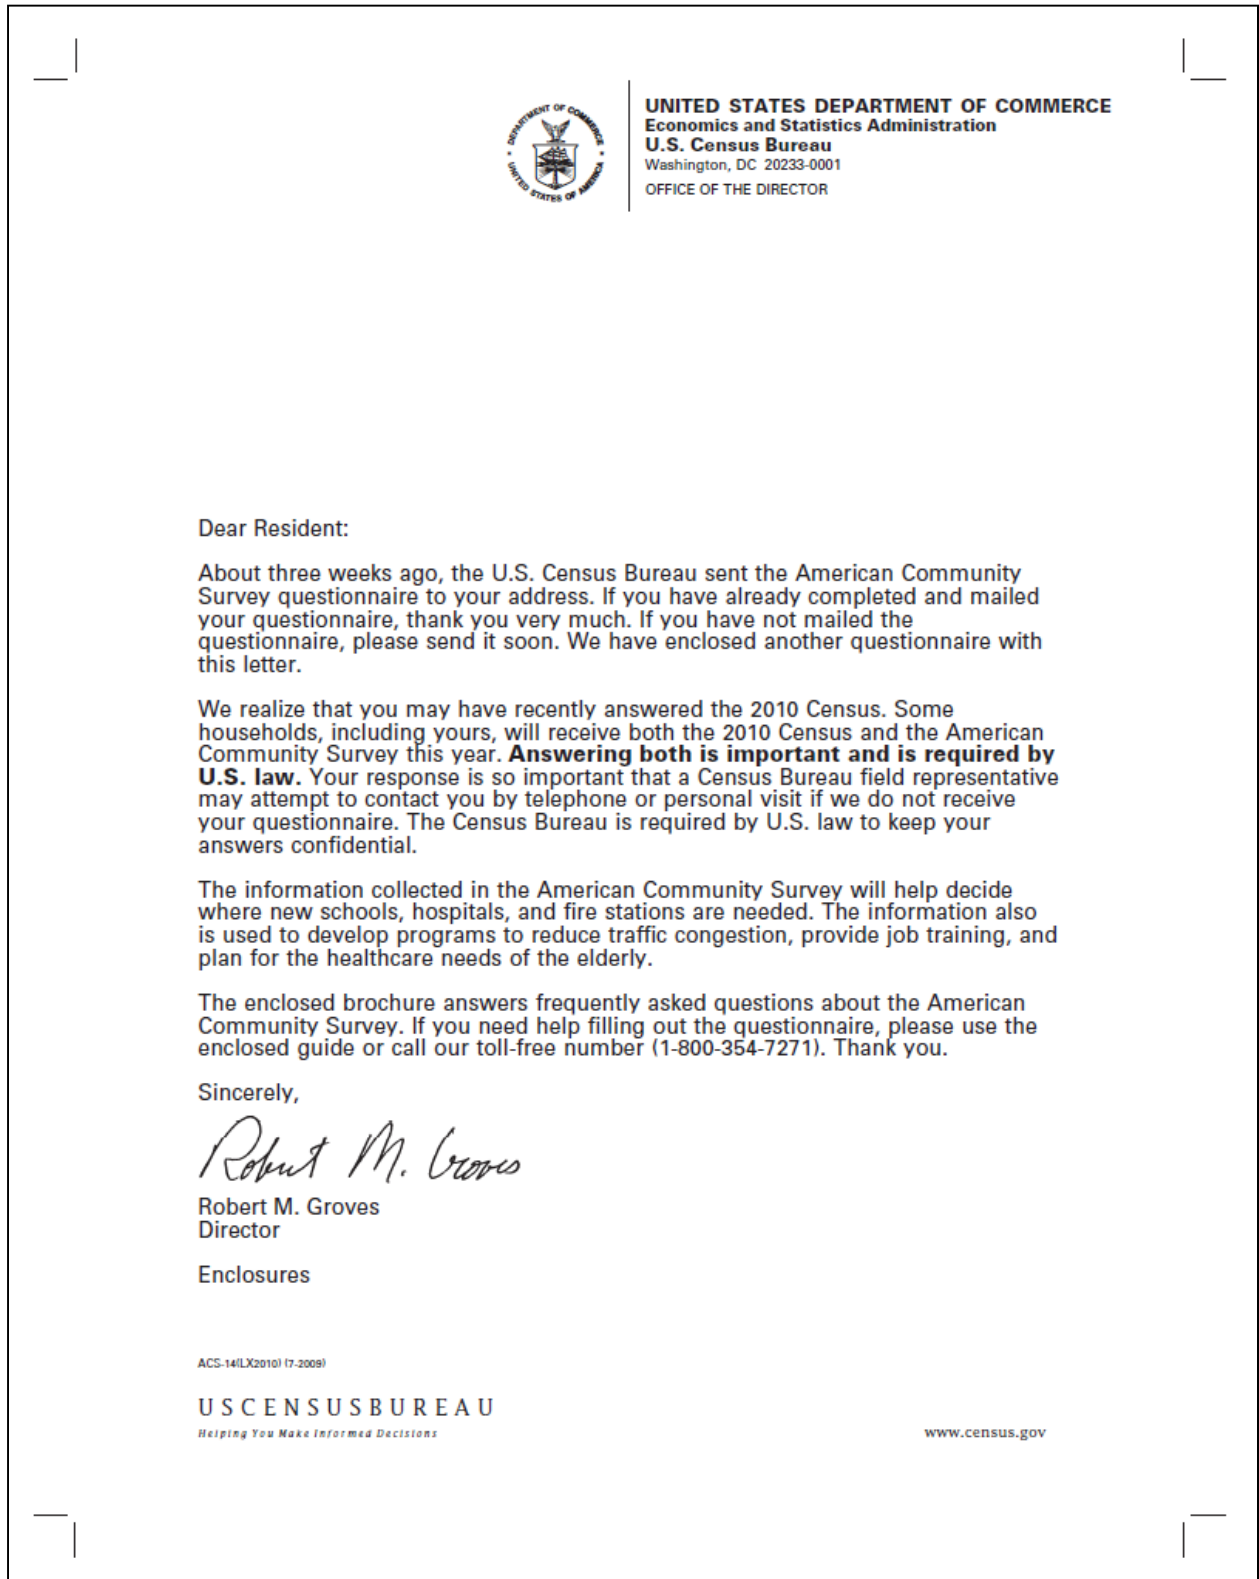 DEPARTMENT OF COMMERCE
UNITED STATES OF AMERICA
UNITED STATES DEPARTMENT OF COMMERCE
Economics and Statistics Administration
U.S. Census Bureau
Washington, DC 20233-0001
OFFICE OF THE DIRECTOR
Dear Resident:
About three weeks ago, the U.S. Census Bureau sent the American Community
Survey questionnaire to your address. If you have already completed and mailed
your questionnaire, thank you very much. If you have not mailed the
questionnaire, please send it soon. We have enclosed another questionnaire with
this letter.
We realize that you may have recently answered the 2010 Census. Some
households, including yours, will receive both the 2010 Census and the American
Community Survey this year. Answering both is important and is required by
U.S. law. Your response is so important that a Census Bureau field representative
may attempt to contact you by telephone or personal visit if we do not receive
your questionnaire. The Census Bureau is required by U.S. law to keep your
answers confidential.
The information collected in the American Community Survey will help decide
where new schools, hospitals, and fire stations are needed. The information also
is used to develop programs to reduce traffic congestion, provide job training, and
plan for the healthcare needs of the elderly.
The enclosed brochure answers frequently asked questions about the American
Community Survey. If you need help filling out the questionnaire, please use the
enclosed guide or call our toll-free number (1-800-354-7271). Thank you.
Sincerely,
Robert M. Groves
Robert M. Groves
Director
Enclosures
ACS-14(LX2010) (7-2009)
USCENSUSBUREAU
Helping You Make Informed Decisions
www.census.gov